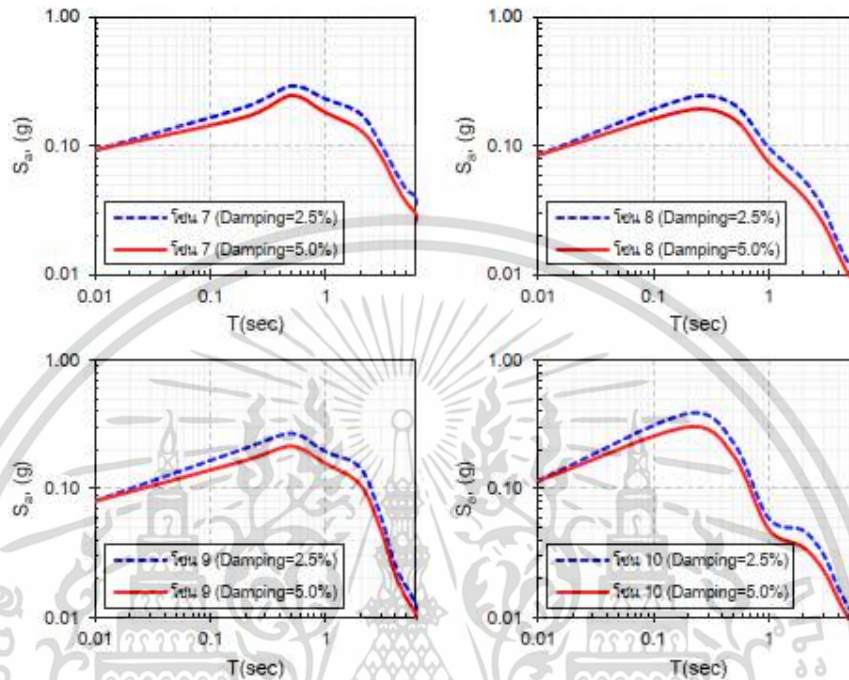 1.00
0.10
0.01
Sa, (g)
โซน 7 (Damping=2.5%)
โซน 7 (Damping=5.0%)
0.01
0.1
1
T(sec)
1.00
0.10
0.01
Sa, (g)
โซน 8 (Damping=2.5%)
โซน 8 (Damping=5.0%)
0.01
0.1
1
T(sec)
1.00
0.10
0.01
Sa, (g)
โซน 9 (Damping=2.5%)
โซน 9 (Damping=5.0%)
0.01
0.1
1
T(sec)
1.00
0.10
0.01
Sa, (g)
โซน 10 (Damping=2.5%)
โซน 10 (Damping=5.0%)
0.01
0.1
1
T(sec)